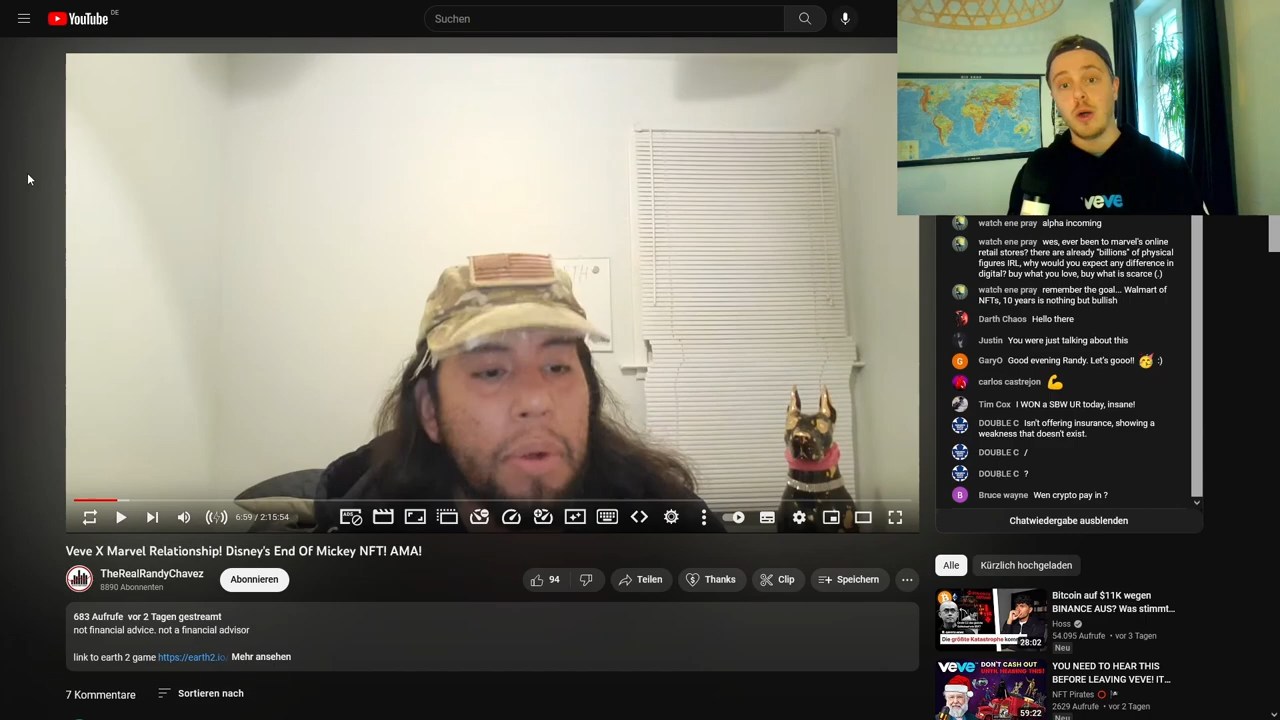 YouTube DE
Suchen
veve
alpha incoming
watch ene pray alpha incoming
watch ene pray wes, ever been to marvel's online
retail stores? there are already "billions" of physical
figures IRL, why would you expect any difference in
digital? buy what you love, buy what is scarce (.)
watch ene pray remember the goal... Walmart of
NFTs, 10 years is nothing but bullish
Darth Chaos Hello there
Justin You were just talking about this
GaryO Good evening Randy. Let's gooo!! 🥳 :)
carlos castrejon 💪
Tim Cox I WON a SBW UR today, insane!
DOUBLE C Isn't offering insurance, showing a
weakness that doesn't exist.
DOUBLE C /
DOUBLE C ?
Bruce wayne Wen crypto pay in ?
Chatwiedergabe ausblenden
6:59 / 2:15:54
Veve X Marvel Relationship! Disney's End Of Mickey NFT! AMA!
TheRealRandyChavez
8890 Abonnenten
Abonnieren
94
Teilen
Thanks
Clip
Speichern
683 Aufrufe vor 2 Tagen gestreamt
not financial advice. not a financial advisor
link to earth 2 game https://earth2.io Mehr ansehen
7 Kommentare
Sortieren nach
Alle
Kürzlich hochgeladen
Bitcoin auf $11K wegen
BINANCE AUS? Was stimmt...
Hoss
54.095 Aufrufe • vor 3 Tagen
Neu
28:02
YOU NEED TO HEAR THIS
BEFORE LEAVING VEVE! IT...
NFT Pirates
2629 Aufrufe • vor 2 Tagen
Neu
VEVE DON'T CASH OUT
UNTIL HEARING THIS!
59:22